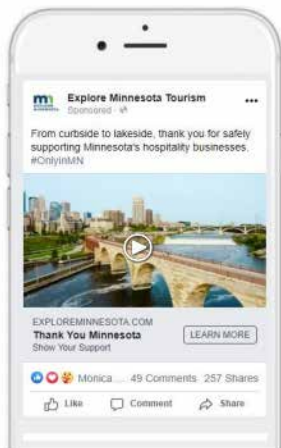 Explore Minnesota Tourism
Sponsored
From curbside to lakeside, thank you for safely
supporting Minnesota's hospitality businesses.
#OnlyinMN
EXPLOREMINNESOTA.COM
Thank You Minnesota
Show Your Support
LEARN MORE
Monica ... 49 Comments 257 Shares
Like Comment Share